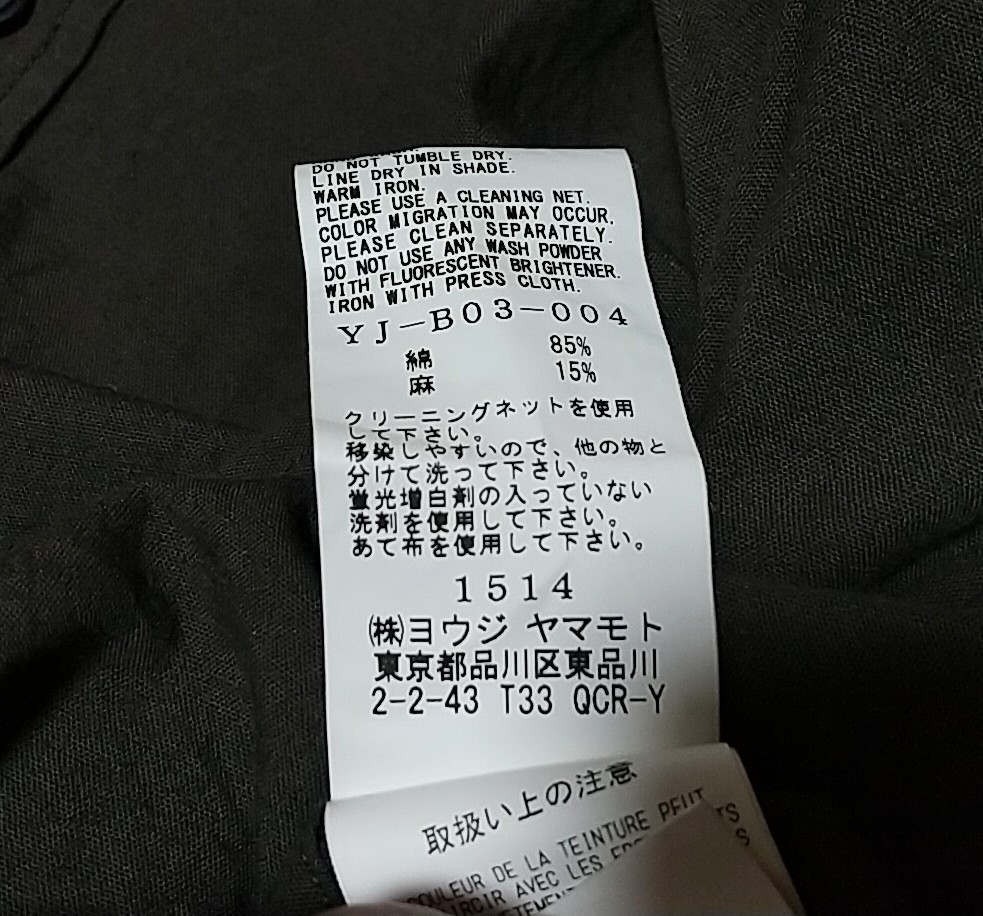 DO NOT TUMBLE DRY.
LINE DRY IN SHADE.
WARM IRON.
PLEASE USE A CLEANING NET.
COLOR MIGRATION MAY OCCUR.
PLEASE CLEAN SEPARATELY.
DO NOT USE ANY WASH POWDER
WITH FLUORESCENT BRIGHTENER.
IRON WITH PRESS CLOTH.
YJ-B03-004
綿 85%
麻 15%
クリーニングネットを使用
して下さい。
移染しやすいので、他の物と
分けて洗って下さい。
蛍光増白剤の入っていない
洗剤を使用して下さい。
あて布を使用して下さい。
1514
㈱ヨウジ ヤマモト
東京都品川区東品川
2-2-43 T33 QCR-Y
取扱い上の注意
COULEUR DE LA TEINTURE PEUT
AVEC LES